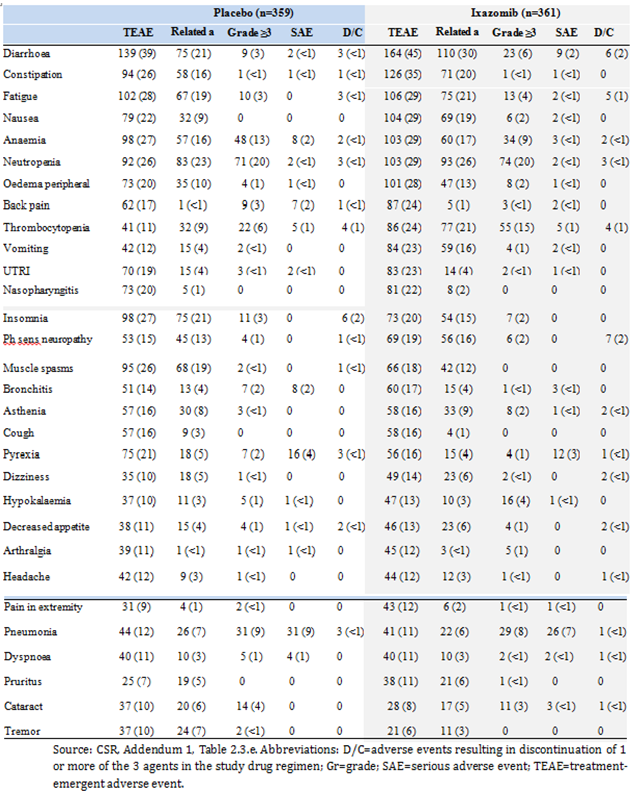 Placebo (n=359) Ixazomib (n=361)
TEAE Related a Grade ≥3 SAE D/C TEAE Related a Grade ≥3 SAE D/C
Diarrhoea 139 (39) 75 (21) 9 (3) 2 (<1) 3 (<1) 164 (45) 110 (30) 23 (6) 9 (2) 6 (2)
Constipation 94 (26) 58 (16) 1 (<1) 1 (<1) 1 (<1) 126 (35) 71 (20) 1 (<1) 1 (<1) 0
Fatigue 102 (28) 67 (19) 10 (3) 0 3 (<1) 106 (29) 75 (21) 13 (4) 2 (<1) 5 (1)
Nausea 79 (22) 32 (9) 0 0 0 104 (29) 69 (19) 6 (2) 2 (<1) 0
Anaemia 98 (27) 57 (16) 48 (13) 8 (2) 2 (<1) 103 (29) 60 (17) 34 (9) 3 (<1) 2 (<1)
Neutropenia 92 (26) 83 (23) 71 (20) 2 (<1) 3 (<1) 103 (29) 93 (26) 74 (20) 2 (<1) 3 (<1)
Oedema peripheral 73 (20) 35 (10) 4 (1) 1 (<1) 0 101 (28) 47 (13) 8 (2) 1 (<1) 0
Back pain 62 (17) 1 (<1) 9 (3) 7 (2) 1 (<1) 87 (24) 5 (1) 3 (<1) 2 (<1) 0
Thrombocytopenia 41 (11) 32 (9) 22 (6) 5 (1) 4 (1) 86 (24) 77 (21) 55 (15) 5 (1) 4 (1)
Vomiting 42 (12) 15 (4) 2 (<1) 0 0 84 (23) 59 (16) 4 (1) 2 (<1) 0
UTRI 70 (19) 15 (4) 3 (<1) 2 (<1) 0 83 (23) 14 (4) 2 (<1) 1 (<1) 0
Nasopharyngitis 73 (20) 5 (1) 0 0 0 81 (22) 8 (2) 0 0 0
Insomnia 98 (27) 75 (21) 11 (3) 0 6 (2) 73 (20) 54 (15) 7 (2) 0 0
Ph sens neuropathy 53 (15) 45 (13) 4 (1) 0 1 (<1) 69 (19) 56 (16) 6 (2) 0 7 (2)
Muscle spasms 95 (26) 68 (19) 2 (<1) 0 1 (<1) 66 (18) 42 (12) 0 0 0
Bronchitis 51 (14) 13 (4) 7 (2) 8 (2) 0 60 (17) 15 (4) 1 (<1) 3 (<1) 0
Asthenia 57 (16) 30 (8) 3 (<1) 0 0 58 (16) 33 (9) 8 (2) 1 (<1) 2 (<1)
Cough 57 (16) 9 (3) 0 0 0 58 (16) 4 (1) 0 0 0
Pyrexia 75 (21) 18 (5) 7 (2) 16 (4) 3 (<1) 56 (16) 15 (4) 4 (1) 12 (3) 1 (<1)
Dizziness 35 (10) 18 (5) 1 (<1) 0 0 49 (14) 23 (6) 2 (<1) 0 2 (<1)
Hypokalaemia 37 (10) 11 (3) 5 (1) 1 (<1) 0 47 (13) 10 (3) 16 (4) 1 (<1) 0
Decreased appetite 38 (11) 15 (4) 4 (1) 1 (<1) 2 (<1) 46 (13) 23 (6) 4 (1) 0 2 (<1)
Arthralgia 39 (11) 1 (<1) 1 (<1) 1 (<1) 0 45 (12) 3 (<1) 5 (1) 0 0
Headache 42 (12) 9 (3) 1 (<1) 0 0 44 (12) 12 (3) 1 (<1) 0 1 (<1)
Pain in extremity 31 (9) 4 (1) 2 (<1) 0 0 43 (12) 6 (2) 1 (<1) 1 (<1) 0
Pneumonia 44 (12) 26 (7) 31 (9) 31 (9) 3 (<1) 41 (11) 22 (6) 29 (8) 26 (7) 1 (<1)
Dyspnoea 40 (11) 10 (3) 5 (1) 4 (1) 0 40 (11) 10 (3) 2 (<1) 2 (<1) 1 (<1)
Pruritus 25 (7) 19 (5) 0 0 0 38 (11) 21 (6) 1 (<1) 0 0
Cataract 37 (10) 20 (6) 14 (4) 0 0 28 (8) 17 (5) 11 (3) 3 (<1) 1 (<1)
Tremor 37 (10) 24 (7) 2 (<1) 0 0 21 (6) 11 (3) 0 0 0
Source: CSR, Addendum 1, Table 2.3.e. Abbreviations: D/C=adverse events resulting in discontinuation of 1
or more of the 3 agents in the study drug regimen; Gr=grade; SAE=serious adverse event; TEAE=treatment-
emergent adverse event.